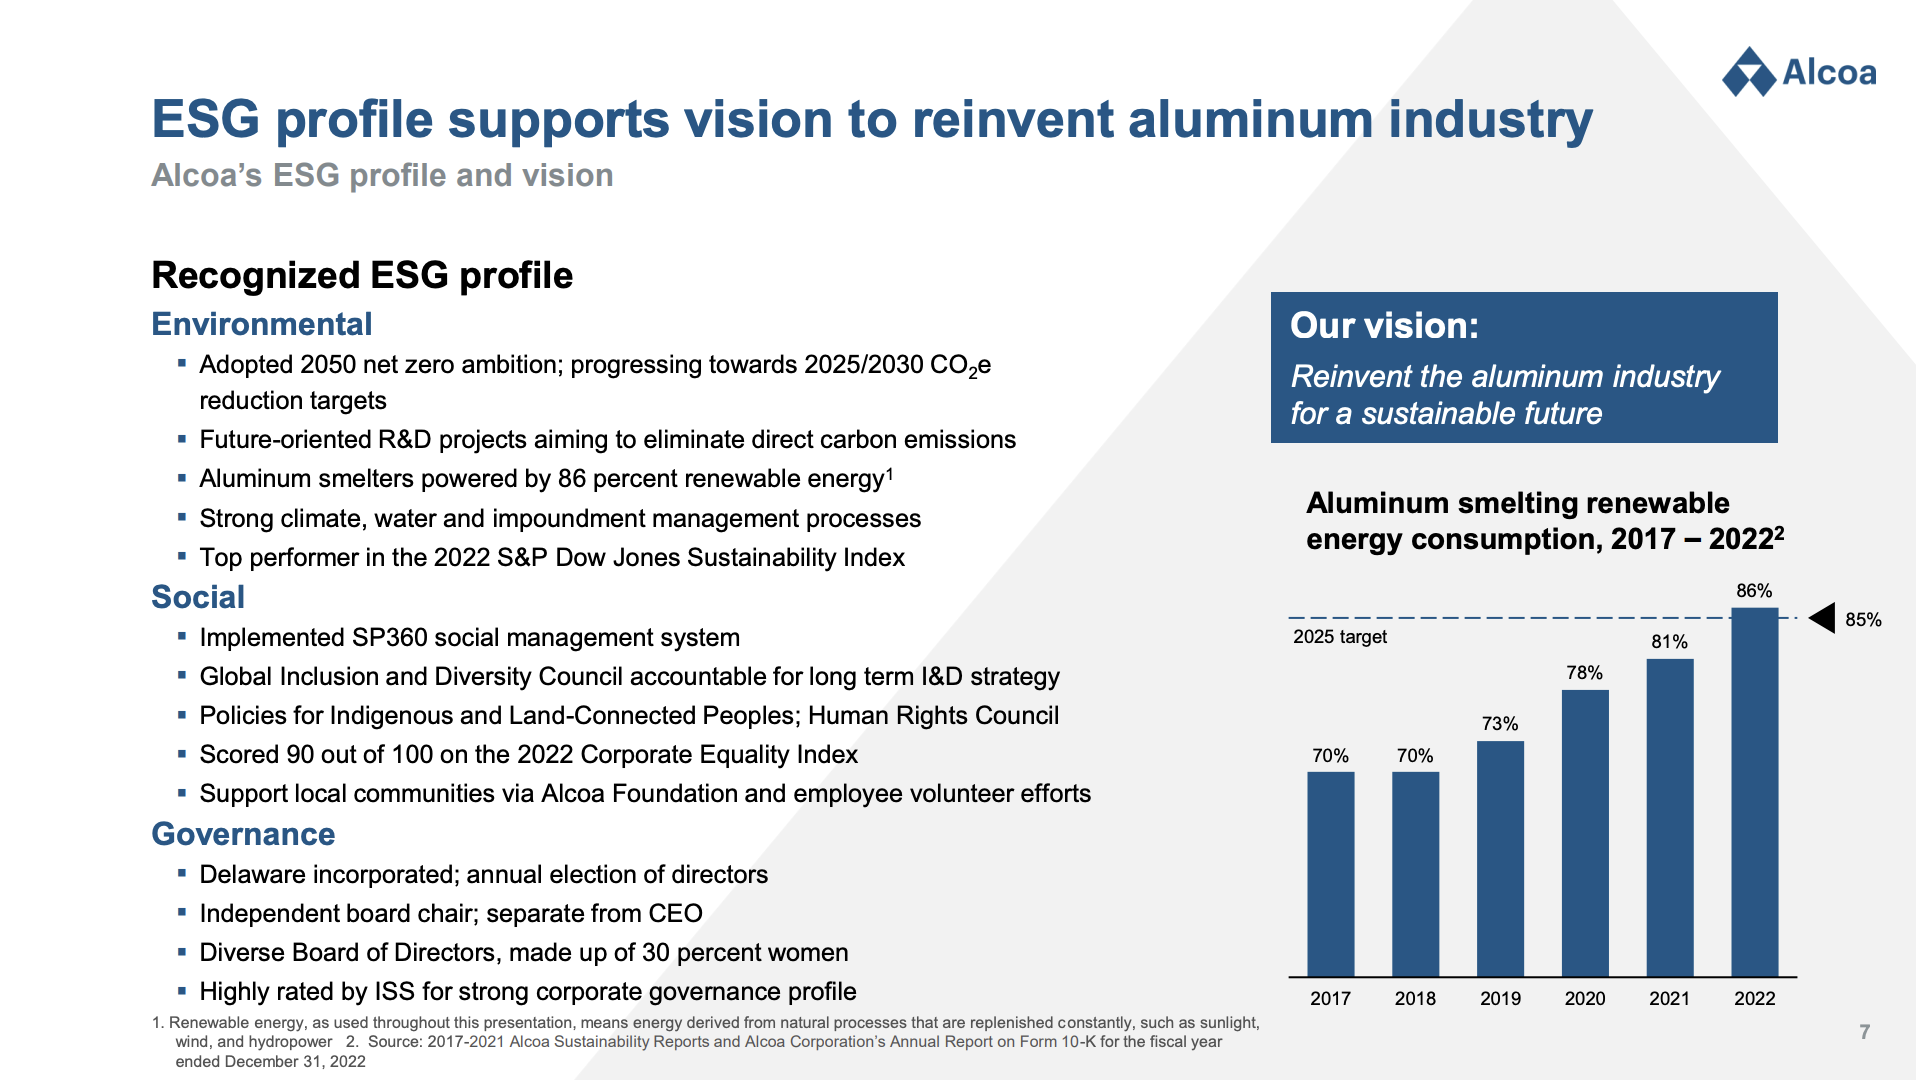 Alcoa
ESG profile supports vision to reinvent aluminum industry
Alcoa’s ESG profile and vision
Recognized ESG profile
Environmental
▪ Adopted 2050 net zero ambition; progressing towards 2025/2030 CO₂e
reduction targets
▪ Future-oriented R&D projects aiming to eliminate direct carbon emissions
▪ Aluminum smelters powered by 86 percent renewable energy¹
▪ Strong climate, water and impoundment management processes
▪ Top performer in the 2022 S&P Dow Jones Sustainability Index
Social
▪ Implemented SP360 social management system
▪ Global Inclusion and Diversity Council accountable for long term I&D strategy
▪ Policies for Indigenous and Land-Connected Peoples; Human Rights Council
▪ Scored 90 out of 100 on the 2022 Corporate Equality Index
▪ Support local communities via Alcoa Foundation and employee volunteer efforts
Governance
▪ Delaware incorporated; annual election of directors
▪ Independent board chair; separate from CEO
▪ Diverse Board of Directors, made up of 30 percent women
▪ Highly rated by ISS for strong corporate governance profile
Our vision:
Reinvent the aluminum industry
for a sustainable future
Aluminum smelting renewable
energy consumption, 2017 – 2022²
86%
85%
2025 target
81%
78%
73%
70% 70%
2017 2018 2019 2020 2021 2022
1. Renewable energy, as used throughout this presentation, means energy derived from natural processes that are replenished constantly, such as sunlight,
wind, and hydropower 2. Source: 2017-2021 Alcoa Sustainability Reports and Alcoa Corporation’s Annual Report on Form 10-K for the fiscal year
ended December 31, 2022
7